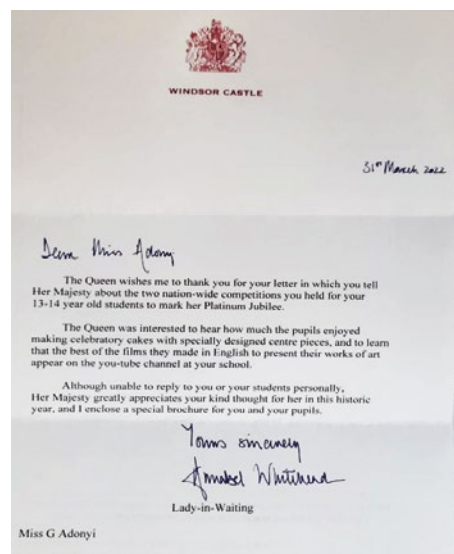 WINDSOR CASTLE
31st March 2022
Dear Miss Adonyi
The Queen wishes me to thank you for your letter in which you tell
Her Majesty about the two nation-wide competitions you held for your
13-14 year old students to mark her Platinum Jubilee.
The Queen was interested to hear how much the pupils enjoyed
making celebratory cakes with specially designed centre pieces, and to learn
that the best of the films they made in English to present their works of art
appear on the you-tube channel at your school.
Although unable to reply to you or your students personally,
Her Majesty greatly appreciates your kind thought for her in this historic
year, and I enclose a special brochure for you and your pupils.
Yours sincerely
Annabel Whitehead
Lady-in-Waiting
Miss G Adonyi